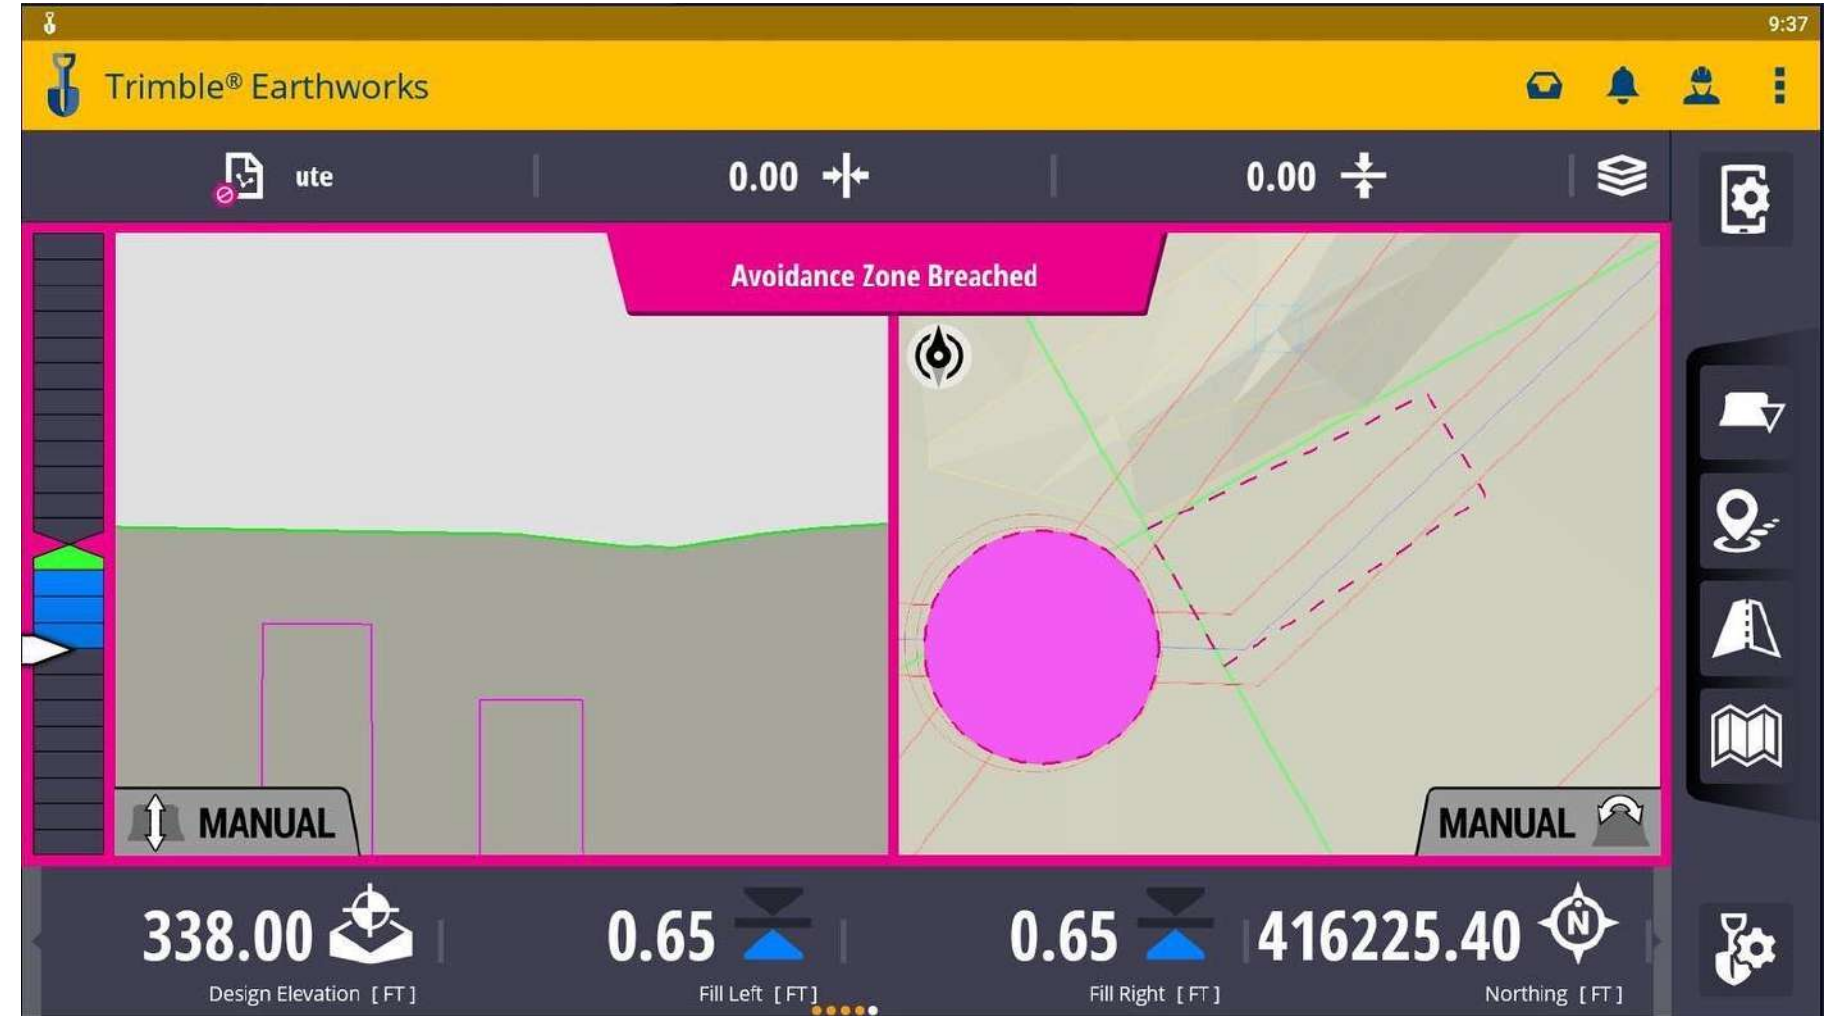 9:37
Trimble® Earthworks
ute
0.00
0.00
Avoidance Zone Breached
MANUAL
MANUAL
338.00
0.65
0.65
416225.40
N
Design Elevation [ FT ]
Fill Left [ FT ]
Fill Right [ FT ]
Northing [ FT ]